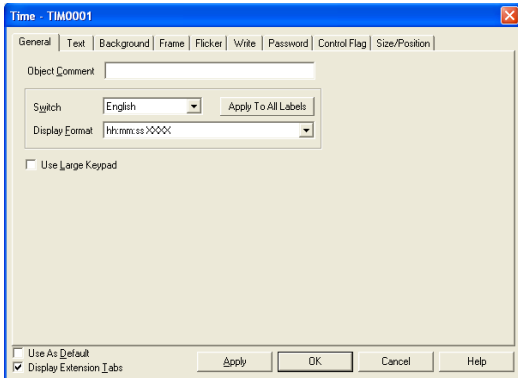 Time - TIM0001
General Text Background Frame Flicker Write Password Control Flag Size/Position
Object Comment
Switch English Apply To All Labels
Display Format hh:mm:ss XXXX
Use Large Keypad
Use As Default
Display Extension Tabs
Apply OK Cancel Help